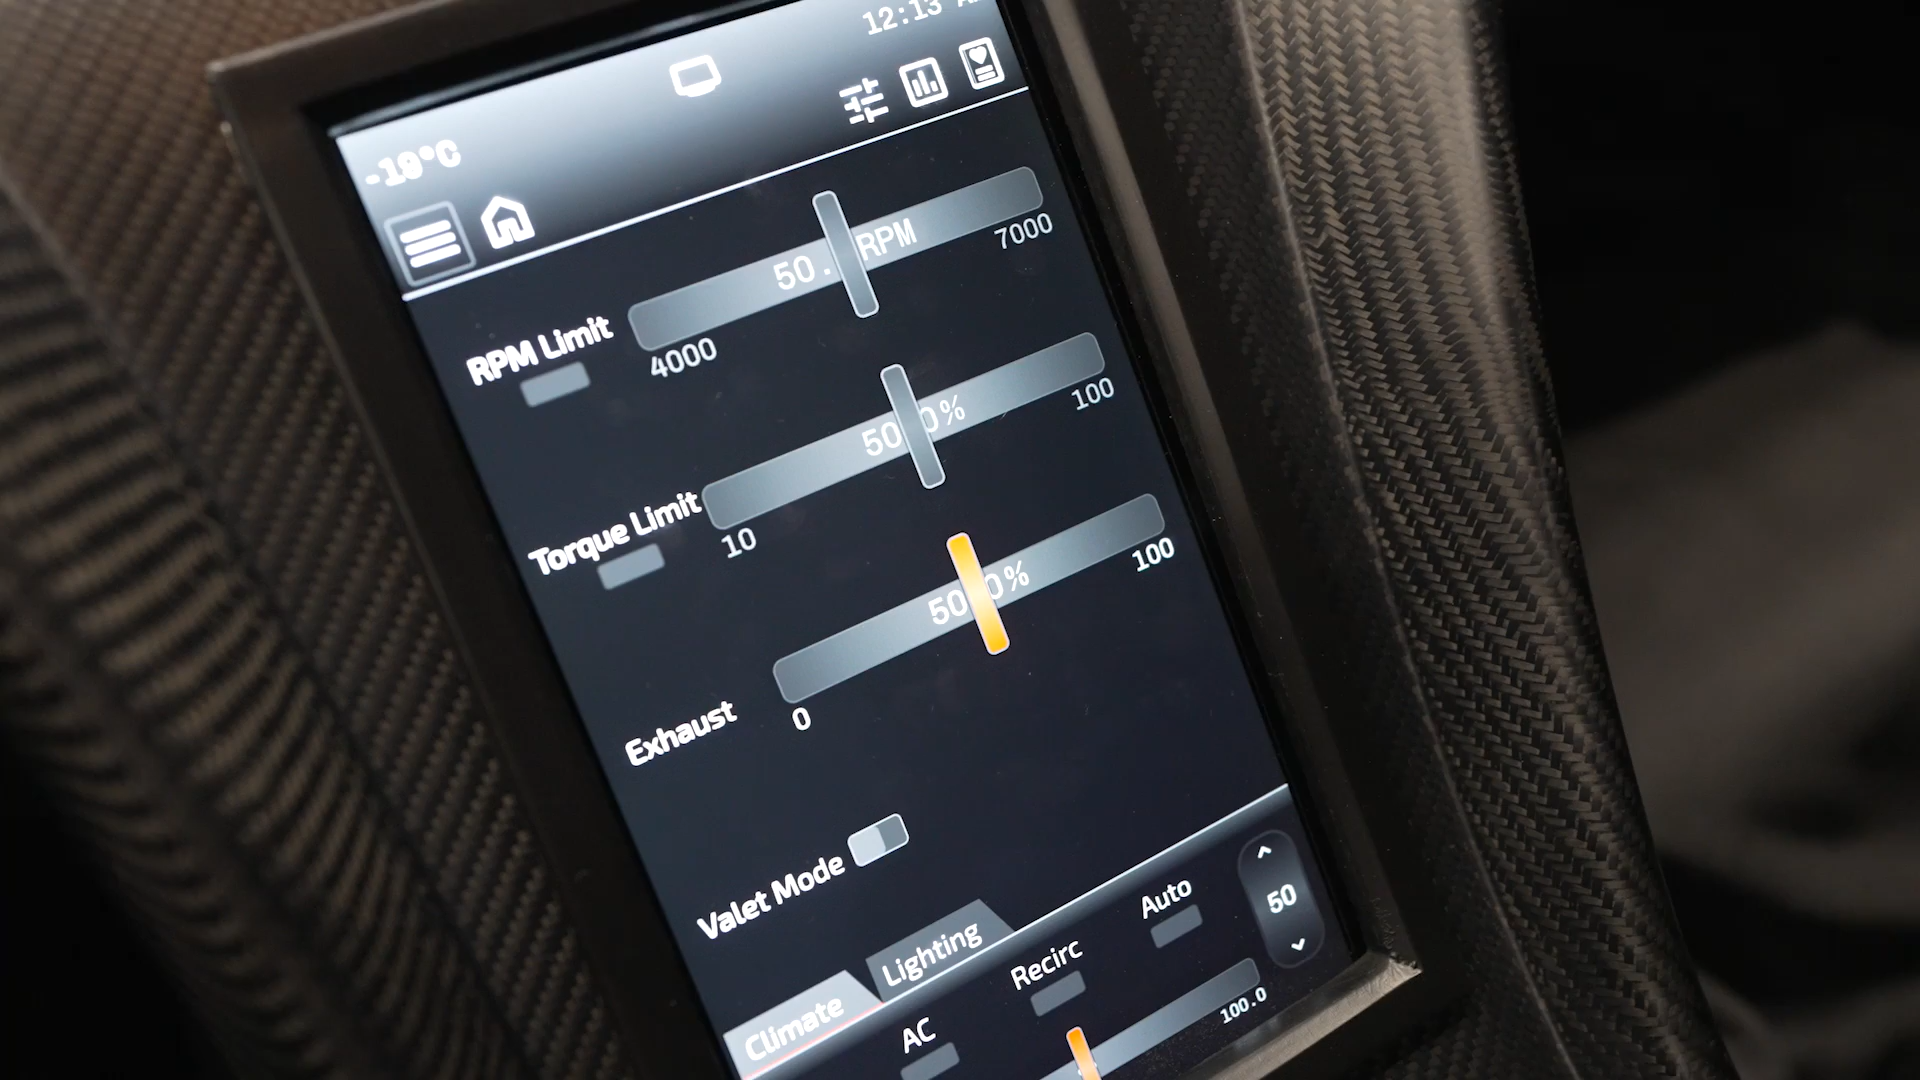 12:13
-19°C
50. RPM
7000
RPM Limit
4000
50 0%
100
Torque Limit
10
50 0%
100
Exhaust
0
Valet Mode
Climate
Lighting
AC
Recirc
Auto
50
100.0